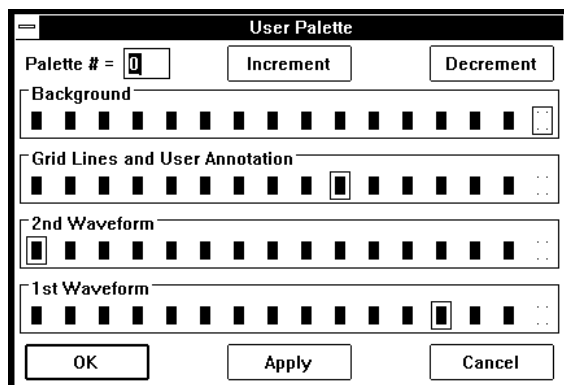 User Palette
Palette # = 0 Increment Decrement
Background
Grid Lines and User Annotation
2nd Waveform
1st Waveform
OK Apply Cancel